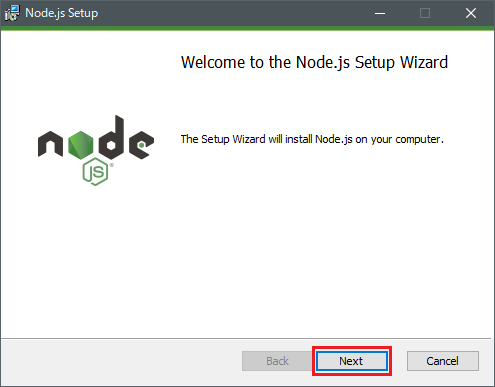 Node.js Setup
Welcome to the Node.js Setup Wizard
The Setup Wizard will install Node.js on your computer.
node
JS
®
Back
Next
Cancel